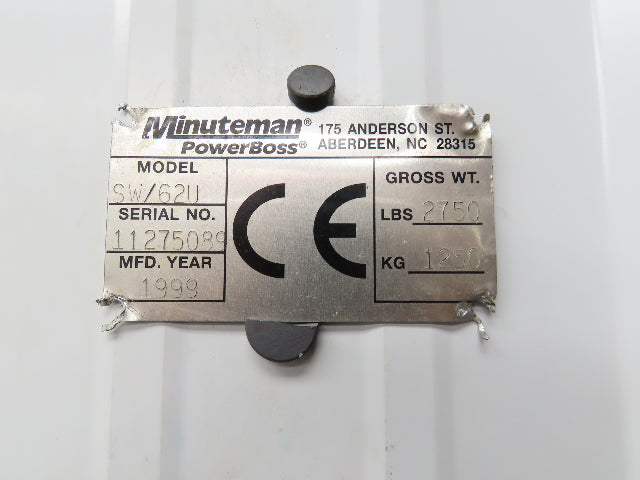 Minuteman® 175 ANDERSON ST.
PowerBoss® ABERDEEN, NC 28315
MODEL
SW/62U
SERIAL NO.
11275089
MFD. YEAR
1999
CE
GROSS WT.
LBS 2750
KG 1250